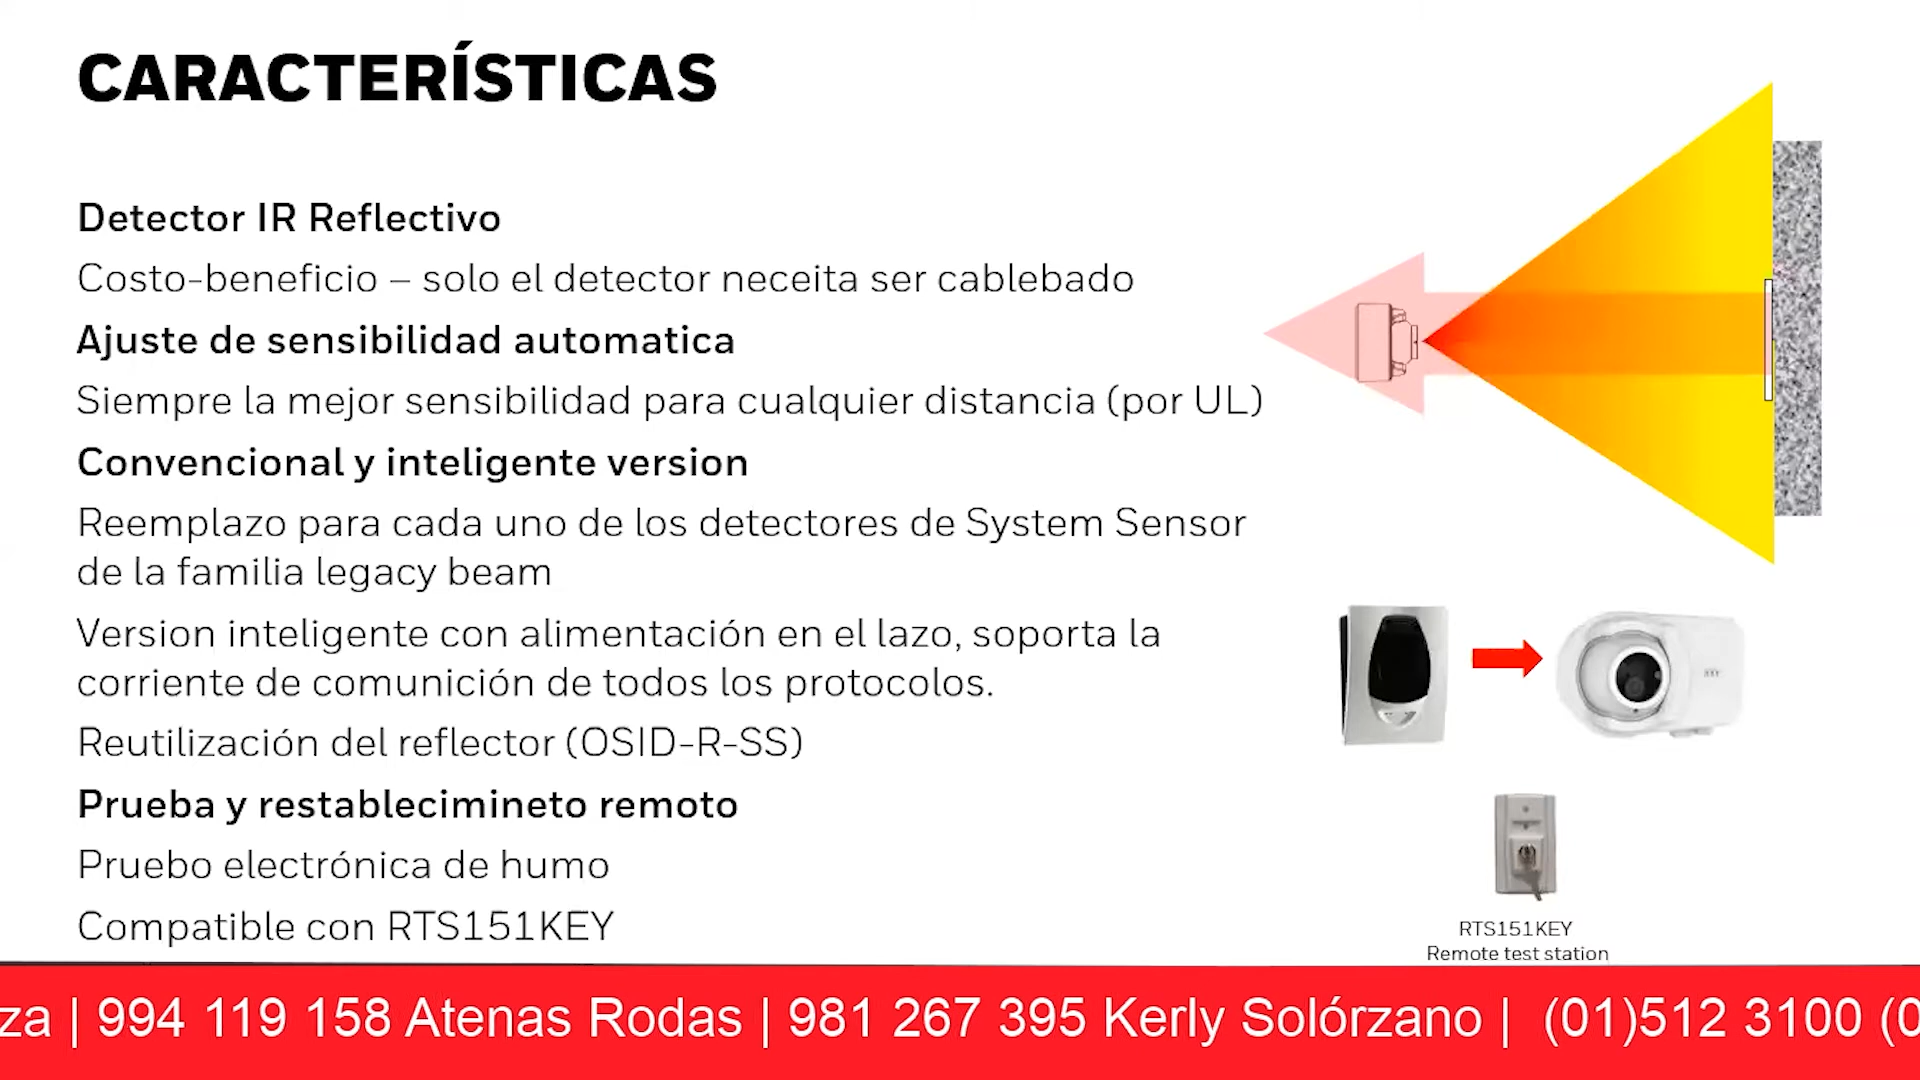 CARACTERÍSTICAS
Detector IR Reflectivo
Costo-beneficio – solo el detector neceita ser cablebado
Ajuste de sensibilidad automatica
Siempre la mejor sensibilidad para cualquier distancia (por UL)
Convencional y inteligente version
Reemplazo para cada uno de los detectores de System Sensor
de la familia legacy beam
Version inteligente con alimentación en el lazo, soporta la
corriente de comunición de todos los protocolos.
Reutilización del reflector (OSID-R-SS)
Prueba y restablecimineto remoto
Pruebo electrónica de humo
Compatible con RTS151KEY
RTS151KEY
Remote test station
za | 994 119 158 Atenas Rodas | 981 267 395 Kerly Solórzano | (01)512 3100 (0